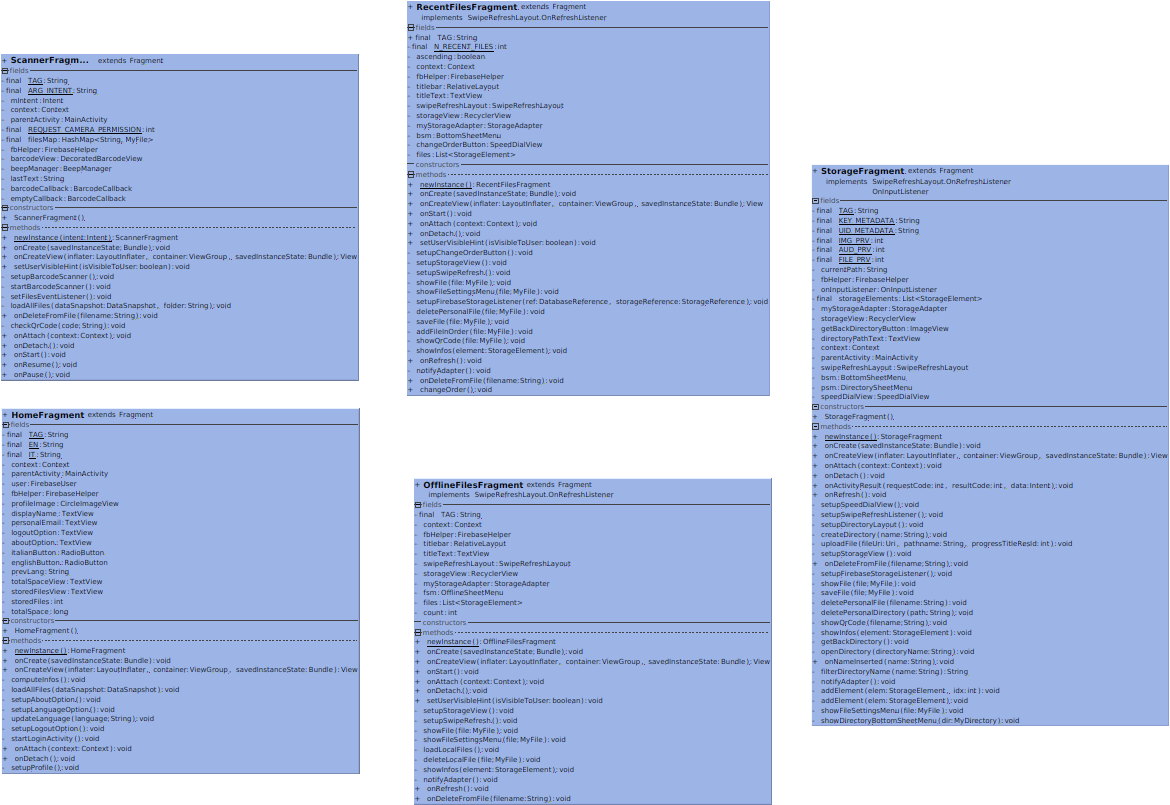 + ScannerFragm... extends Fragment
fields
- final TAG: String
- final ARG_INTENT: String
- mIntent: Intent
- context: Context
- parentActivity: MainActivity
- final REQUEST_CAMERA_PERMISSION: int
- final filesMap: HashMap<String, MyFile>
- fbHelper: FirebaseHelper
- barcodeView: DecoratedBarcodeView
- beepManager: BeepManager
- lastText: String
- barcodeCallback: BarcodeCallback
- emptyCallback: BarcodeCallback
constructors
+ ScannerFragment()
methods
+ newInstance(intent: Intent): ScannerFragment
+ onCreate(savedInstanceState: Bundle): void
+ onCreateView(inflater: LayoutInflater, container: ViewGroup, savedInstanceState: Bundle): View
+ setUserVisibleHint(isVisibleToUser: boolean): void
- setupBarcodeScanner(): void
- startBarcodeScanner(): void
- setFilesEventListener(): void
- loadAllFiles(dataSnapshot: DataSnapshot, folder: String): void
+ onDeleteFromFile(filename: String): void
- checkQrCode(code: String): void
+ onAttach(context: Context): void
+ onDetach(): void
+ onStart(): void
+ onResume(): void
+ onPause(): void
+ HomeFragment extends Fragment
fields
- final TAG: String
- final EN: String
- final IT: String
- context: Context
- parentActivity: MainActivity
- user: FirebaseUser
- fbHelper: FirebaseHelper
- profileImage: CircleImageView
- displayName: TextView
- personalEmail: TextView
- logoutOption: TextView
- aboutOption: TextView
- italianButton: RadioButton
- englishButton: RadioButton
- prevLang: String
- totalSpaceView: TextView
- storedFilesView: TextView
- storedFiles: int
- totalSpace: long
constructors
+ HomeFragment()
methods
+ newInstance(): HomeFragment
+ onCreate(savedInstanceState: Bundle): void
+ onCreateView(inflater: LayoutInflater, container: ViewGroup, savedInstanceState: Bundle): View
- computeInfos(): void
- loadAllFiles(dataSnapshot: DataSnapshot): void
- setupAboutOption(): void
- setupLanguageOption(): void
- updateLanguage(language: String): void
- setupLogoutOption(): void
- startLoginActivity(): void
+ onAttach(context: Context): void
+ onDetach(): void
- setupProfile(): void
+ RecentFilesFragment extends Fragment
implements SwipeRefreshLayout.OnRefreshListener
fields
+ final TAG: String
- final N_RECENT_FILES: int
- ascending: boolean
- context: Context
- fbHelper: FirebaseHelper
- titlebar: RelativeLayout
- titleText: TextView
- swipeRefreshLayout: SwipeRefreshLayout
- storageView: RecyclerView
- myStorageAdapter: StorageAdapter
- bsm: BottomSheetMenu
- changeOrderButton: SpeedDialView
- files: List<StorageElement>
constructors
methods
+ newInstance(): RecentFilesFragment
+ onCreate(savedInstanceState: Bundle): void
+ onCreateView(inflater: LayoutInflater, container: ViewGroup, savedInstanceState: Bundle): View
+ onStart(): void
+ onAttach(context: Context): void
+ onDetach(): void
+ setUserVisibleHint(isVisibleToUser: boolean): void
- setupChangeOrderButton(): void
- setupStorageView(): void
- setupSwipeRefresh(): void
- showFile(file: MyFile): void
- showFileSettingsMenu(file: MyFile): void
- setupFirebaseStorageListener(ref: DatabaseReference, storageReference: StorageReference): void
- deletePersonalFile(file: MyFile): void
- saveFile(file: MyFile): void
- addFileInOrder(file: MyFile): void
- showQrCode(file: MyFile): void
- showInfos(element: StorageElement): void
+ onRefresh(): void
- notifyAdapter(): void
+ onDeleteFromFile(filename: String): void
+ changeOrder(): void
+ OfflineFilesFragment extends Fragment
implements SwipeRefreshLayout.OnRefreshListener
fields
- final TAG: String
- context: Context
- fbHelper: FirebaseHelper
- titlebar: RelativeLayout
- titleText: TextView
- swipeRefreshLayout: SwipeRefreshLayout
- storageView: RecyclerView
- myStorageAdapter: StorageAdapter
- fsm: OfflineSheetMenu
- files: List<StorageElement>
- count: int
constructors
methods
+ newInstance(): OfflineFilesFragment
+ onCreate(savedInstanceState: Bundle): void
+ onCreateView(inflater: LayoutInflater, container: ViewGroup, savedInstanceState: Bundle): View
+ onStart(): void
+ onAttach(context: Context): void
+ onDetach(): void
+ setUserVisibleHint(isVisibleToUser: boolean): void
- setupStorageView(): void
- setupSwipeRefresh(): void
- showFile(file: MyFile): void
- showFileSettingsMenu(file: MyFile): void
- loadLocalFiles(): void
- deleteLocalFile(file: MyFile): void
- showInfos(element: StorageElement): void
- notifyAdapter(): void
+ onRefresh(): void
+ onDeleteFromFile(filename: String): void
+ StorageFragment extends Fragment
implements SwipeRefreshLayout.OnRefreshListener
OnInputListener
fields
- final TAG: String
- final KEY_METADATA: String
- final UID_METADATA: String
- final IMG_PRV: int
- final AUD_PRV: int
- final FILE_PRV: int
- currentPath: String
- fbHelper: FirebaseHelper
- onInputListener: OnInputListener
- final storageElements: List<StorageElement>
- myStorageAdapter: StorageAdapter
- storageView: RecyclerView
- getBackDirectoryButton: ImageView
- directoryPathText: TextView
- context: Context
- parentActivity: MainActivity
- swipeRefreshLayout: SwipeRefreshLayout
- bsm: BottomSheetMenu
- psm: DirectorySheetMenu
- speedDialView: SpeedDialView
constructors
+ StorageFragment()
methods
+ newInstance(): StorageFragment
+ onCreate(savedInstanceState: Bundle): void
+ onCreateView(inflater: LayoutInflater, container: ViewGroup, savedInstanceState: Bundle): View
+ onAttach(context: Context): void
+ onDetach(): void
+ onActivityResult(requestCode: int, resultCode: int, data: Intent): void
+ onRefresh(): void
- setupSpeedDialView(): void
- setupSwipeRefreshListener(): void
- setupDirectoryLayout(): void
- createDirectory(name: String): void
- uploadFile(fileUri: Uri, pathname: String, progressTitleResId: int): void
- setupStorageView(): void
+ onDeleteFromFile(filename: String): void
- setupFirebaseStorageListener(): void
- showFile(file: MyFile): void
- saveFile(file: MyFile): void
- deletePersonalFile(filename: String): void
- deletePersonalDirectory(path: String): void
- showQrCode(filename: String): void
- showInfos(element: StorageElement): void
- getBackDirectory(): void
- openDirectory(directoryName: String): void
+ onNameInserted(name: String): void
- filterDirectoryName(name: String): String
- notifyAdapter(): void
- addElement(elem: StorageElement, idx: int): void
- addElement(elem: StorageElement): void
- showFileSettingsMenu(file: MyFile): void
- showDirectoryBottomSheetMenu(dir: MyDirectory): void